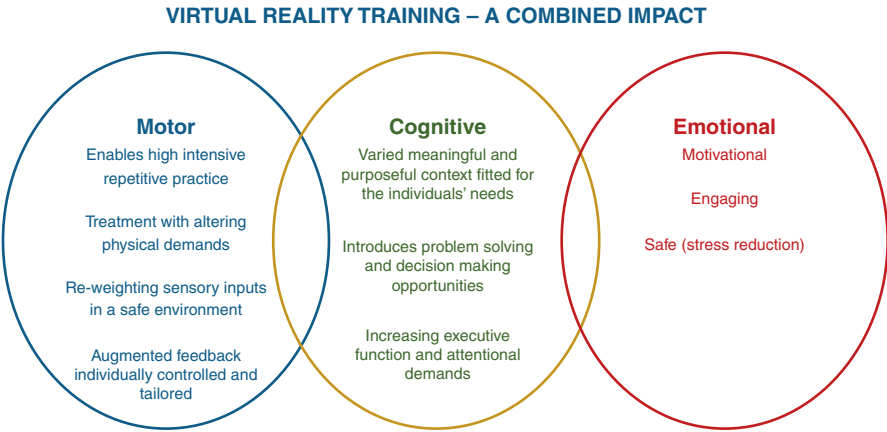 VIRTUAL REALITY TRAINING – A COMBINED IMPACT
Motor
Enables high intensive
repetitive practice
Treatment with altering
physical demands
Re-weighting sensory inputs
in a safe environment
Augmented feedback
individually controlled and
tailored
Cognitive
Varied meaningful and
purposeful context fitted for
the individuals’ needs
Introduces problem solving
and decision making
opportunities
Increasing executive
function and attentional
demands
Emotional
Motivational
Engaging
Safe (stress reduction)